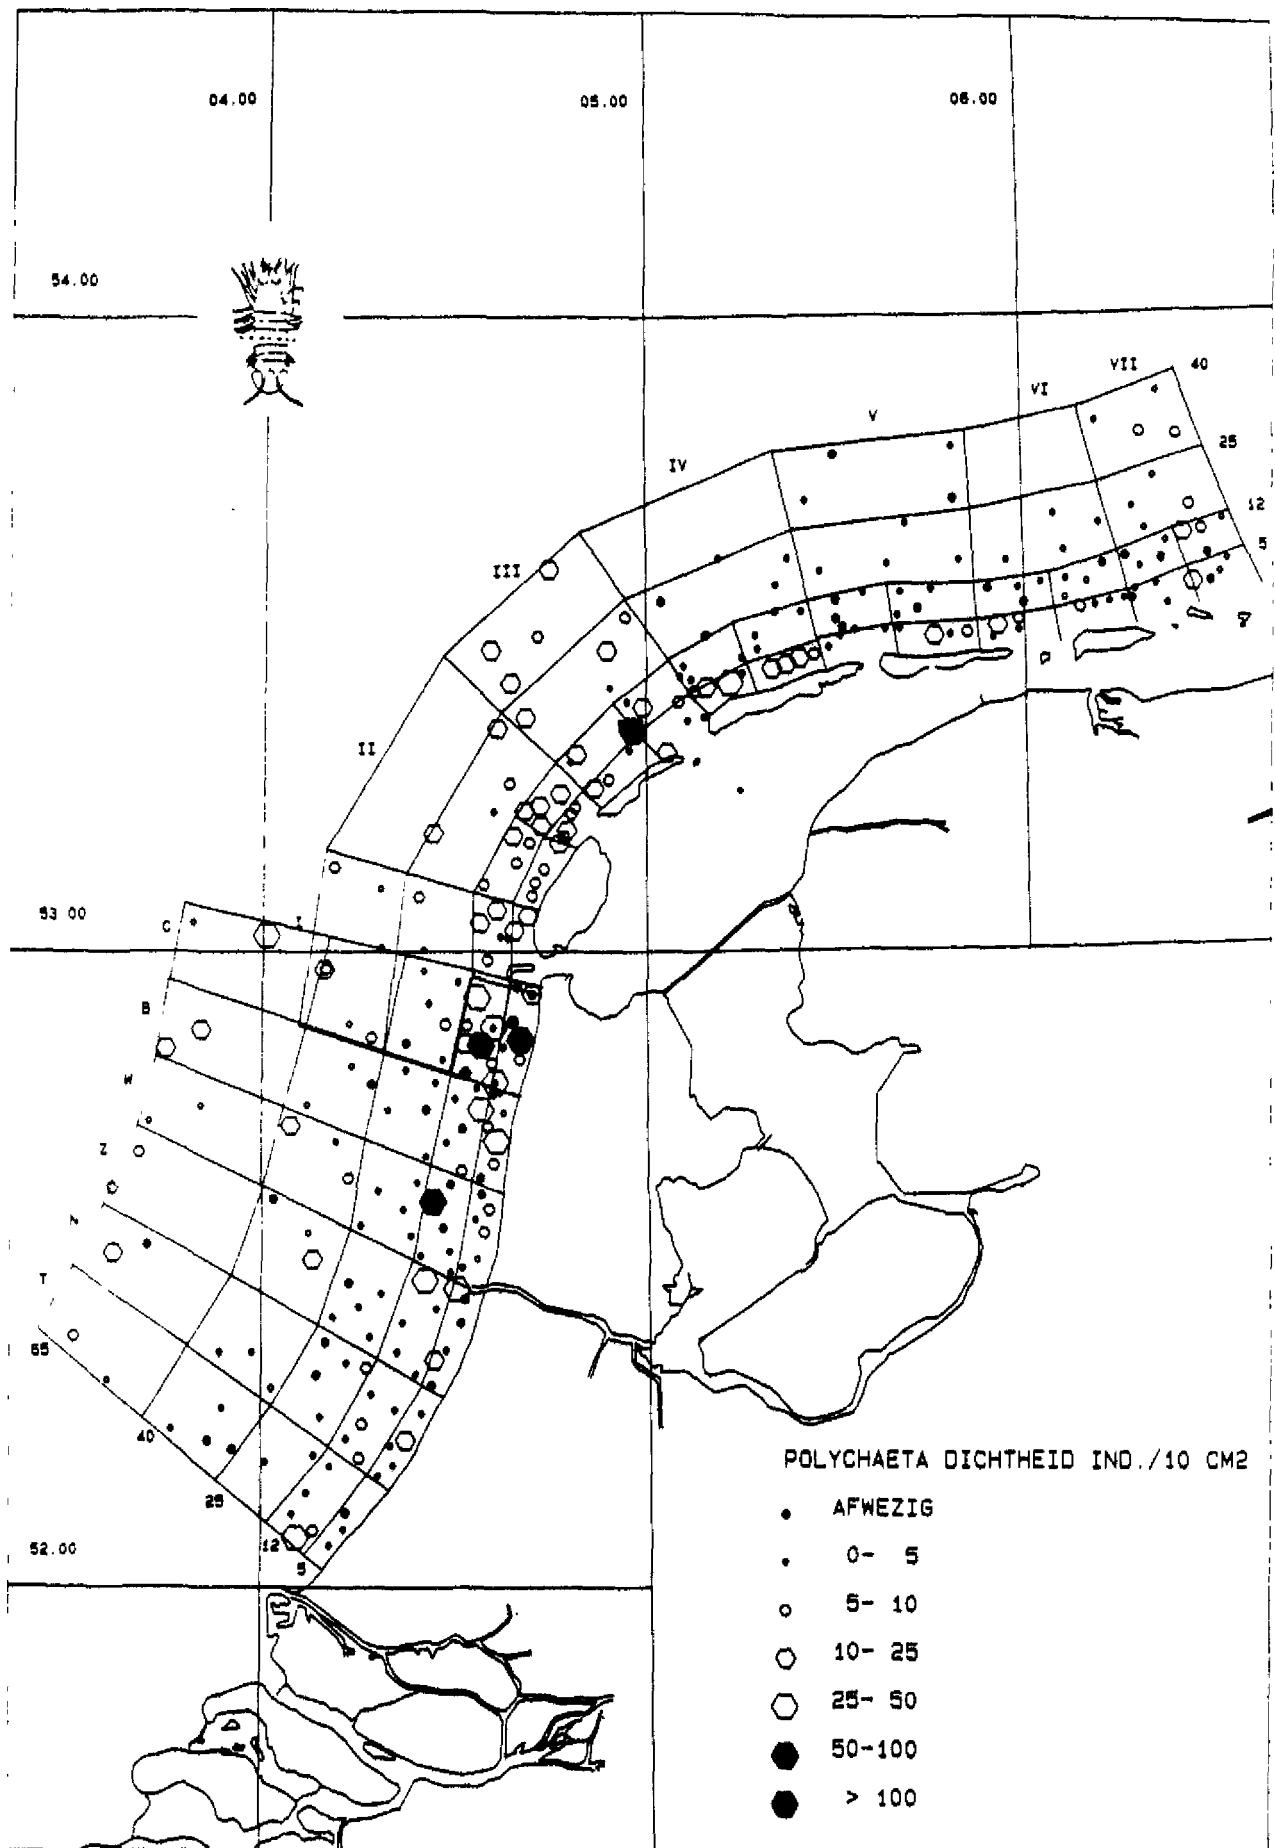 04.00 05.00 06.00
54.00
VII 40
VI
V
25
IV
12
5
III
II
53 00
C I
B
W
Z
N
T
65
40
25
12
5
52.00
POLYCHAETA DICHTHEID IND./10 CM2
AFWEZIG
0- 5
5- 10
10- 25
25- 50
50-100
> 100